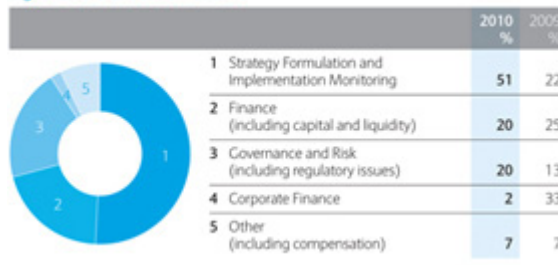 2010 2009
% %
1 Strategy Formulation and
Implementation Monitoring 51 22
2 Finance
(including capital and liquidity) 20 25
3 Governance and Risk
(including regulatory issues) 20 13
4 Corporate Finance 2 33
5 Other
(including compensation) 7 7
5
4
3
1
2